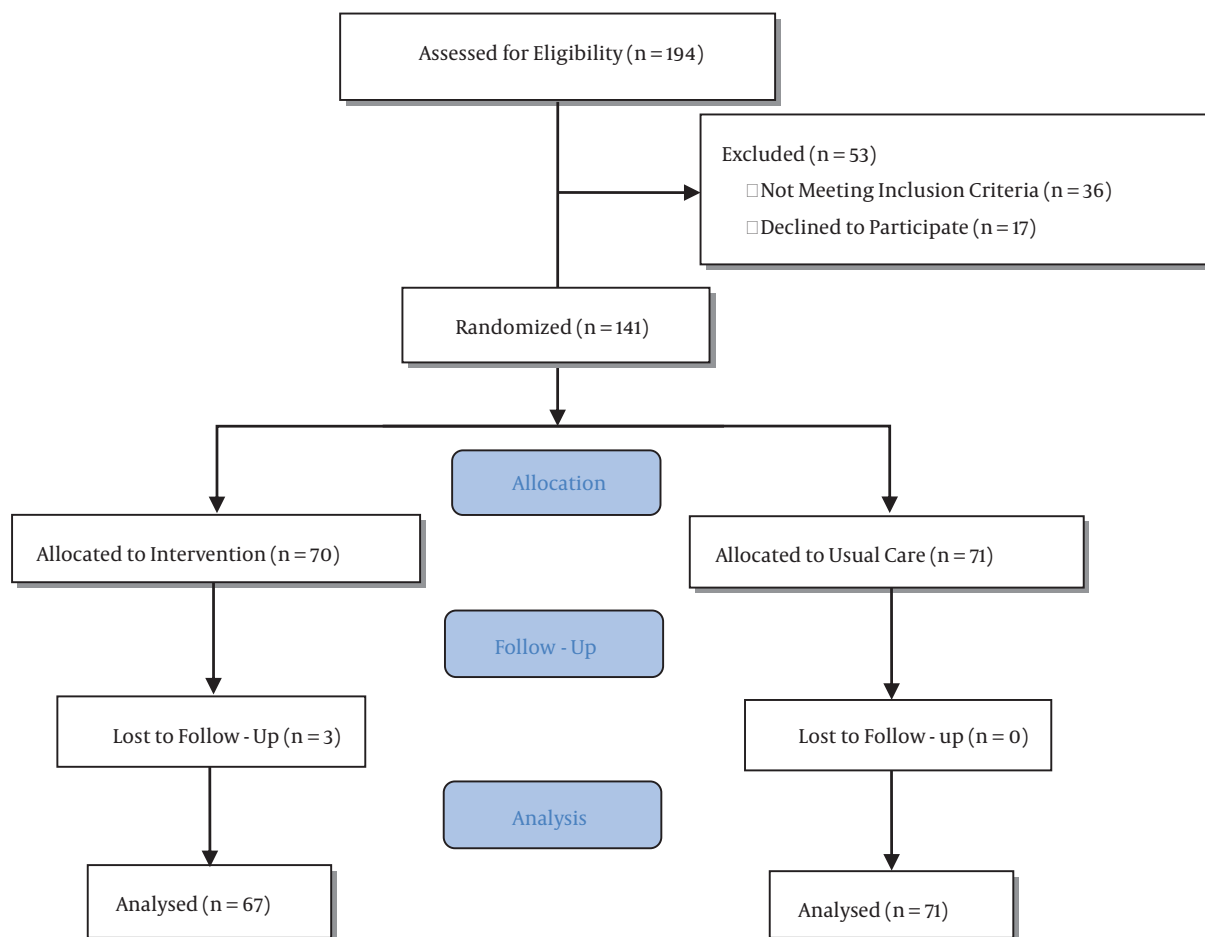 Assessed for Eligibility (n = 194)
Excluded (n = 53)
□Not Meeting Inclusion Criteria (n = 36)
□Declined to Participate (n = 17)
Randomized (n = 141)
Allocation
Allocated to Intervention (n = 70)
Allocated to Usual Care (n = 71)
Follow - Up
Lost to Follow - Up (n = 3)
Lost to Follow - up (n = 0)
Analysis
Analysed (n = 67)
Analysed (n = 71)